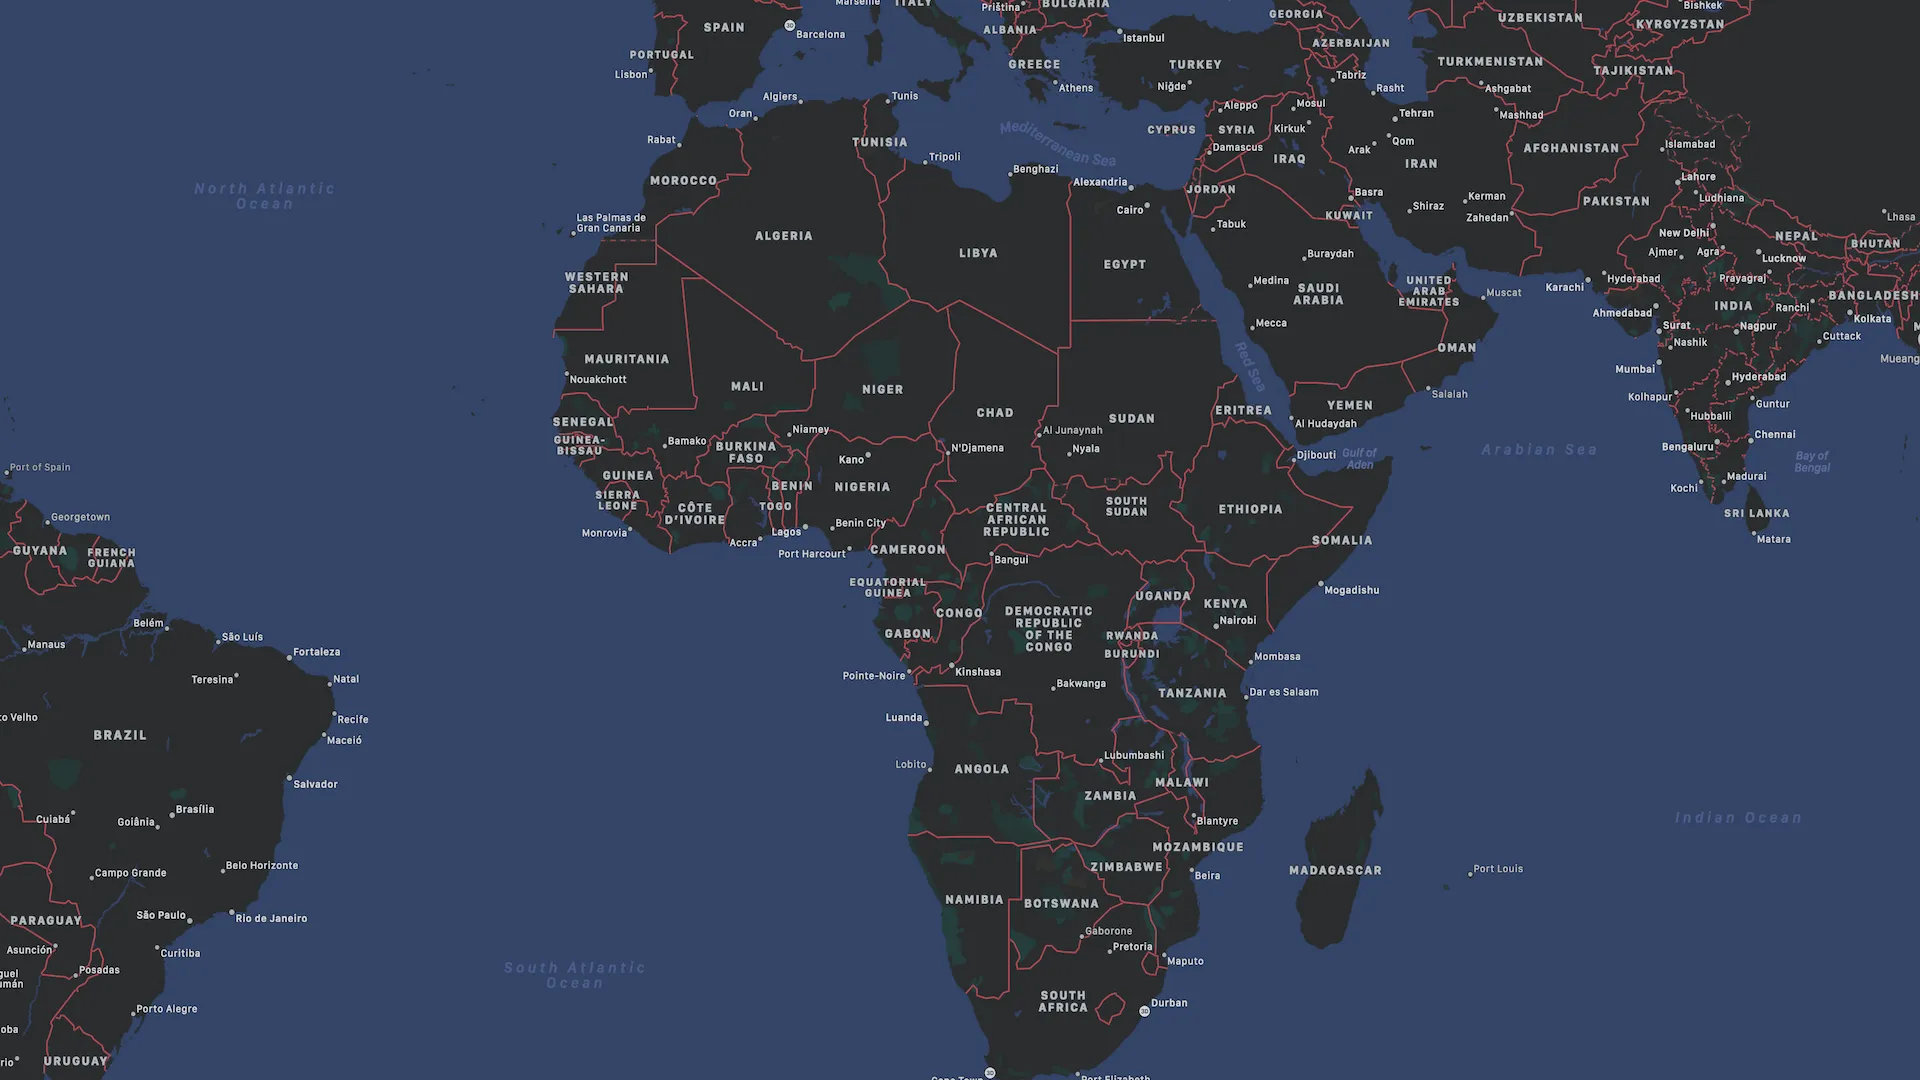 Marseille
ITALY
Priština
BULGARIA
GEORGIA
UZBEKISTAN
Bishkek
KYRGYZSTAN
SPAIN
Barcelona
ALBANIA
Istanbul
AZERBAIJAN
PORTUGAL
Lisbon
GREECE
TURKEY
TURKMENISTAN
TAJIKISTAN
Athens
Niğde
Tabriz
Rasht
Ashgabat
Algiers
Tunis
Aleppo
Mosul
Tehran
Mashhad
Oran
Mediterranean Sea
CYPRUS
SYRIA
Kirkuk
Rabat
TUNISIA
Tripoli
Damascus
IRAQ
Arak
Qom
IRAN
AFGHANISTAN
Islamabad
MOROCCO
Benghazi
Alexandria
JORDAN
Basra
Lahore
North Atlantic
Ocean
Cairo
KUWAIT
Shiraz
Kerman
Zahedan
PAKISTAN
Ludhiana
Las Palmas de
Gran Canaria
Tabuk
New Delhi
NEPAL
Lhasa
BHUTAN
ALGERIA
LIBYA
EGYPT
Buraydah
Ajmer
Agra
Lucknow
WESTERN
SAHARA
Medina
SAUDI
ARABIA
UNITED
ARAB
EMIRATES
Muscat
Karachi
Hyderabad
Prayagraj
BANGLADESH
INDIA
Ranchi
Ahmedabad
Kolkata
Mecca
Surat
Nagpur
Cuttack
Nashik
MAURITANIA
Red Sea
OMAN
Mumbai
Mueang
Nouakchott
MALI
NIGER
CHAD
SUDAN
ERITREA
YEMEN
Salalah
Hyderabad
Kolhapur
Guntur
Hubballi
SENEGAL
Al Hudaydah
GUINEA-
BISSAU
Bamako
Niamey
BURKINA
FASO
Kano
N'Djamena
Al Junaynah
Nyala
Djibouti
Gulf of
Aden
Arabian Sea
Bengaluru
Chennai
Bay of
Bengal
Port of Spain
GUINEA
BENIN
NIGERIA
Kochi
Madurai
SIERRA
LEONE
CÔTE
D'IVOIRE
TOGO
CENTRAL
AFRICAN
REPUBLIC
SOUTH
SUDAN
ETHIOPIA
SRI LANKA
Georgetown
Monrovia
Accra
Lagos
Benin City
Port Harcourt
Matara
GUYANA
FRENCH
GUIANA
CAMEROON
Bangui
SOMALIA
EQUATORIAL
GUINEA
UGANDA
KENYA
Mogadishu
CONGO
DEMOCRATIC
REPUBLIC
OF THE
CONGO
Nairobi
Belém
São Luís
GABON
RWANDA
BURUNDI
Manaus
Fortaleza
Mombasa
Teresina
Natal
Pointe-Noire
Kinshasa
Bakwanga
TANZANIA
Dar es Salaam
to Velho
Recife
Luanda
BRAZIL
Maceió
Lubumbashi
Lobito
ANGOLA
MALAWI
Salvador
ZAMBIA
Cuiabá
Goiânia
Brasília
Blantyre
Indian Ocean
MOZAMBIQUE
Campo Grande
Belo Horizonte
ZIMBABWE
Beira
MADAGASCAR
Port Louis
NAMIBIA
BOTSWANA
PARAGUAY
São Paulo
Rio de Janeiro
Gaborone
Asunción
Curitiba
Pretoria
Maputo
Posadas
South Atlantic
Ocean
guel
umán
SOUTH
AFRICA
Durban
Porto Alegre
oba
rio
URUGUAY
Cape Town
Port Elizabeth